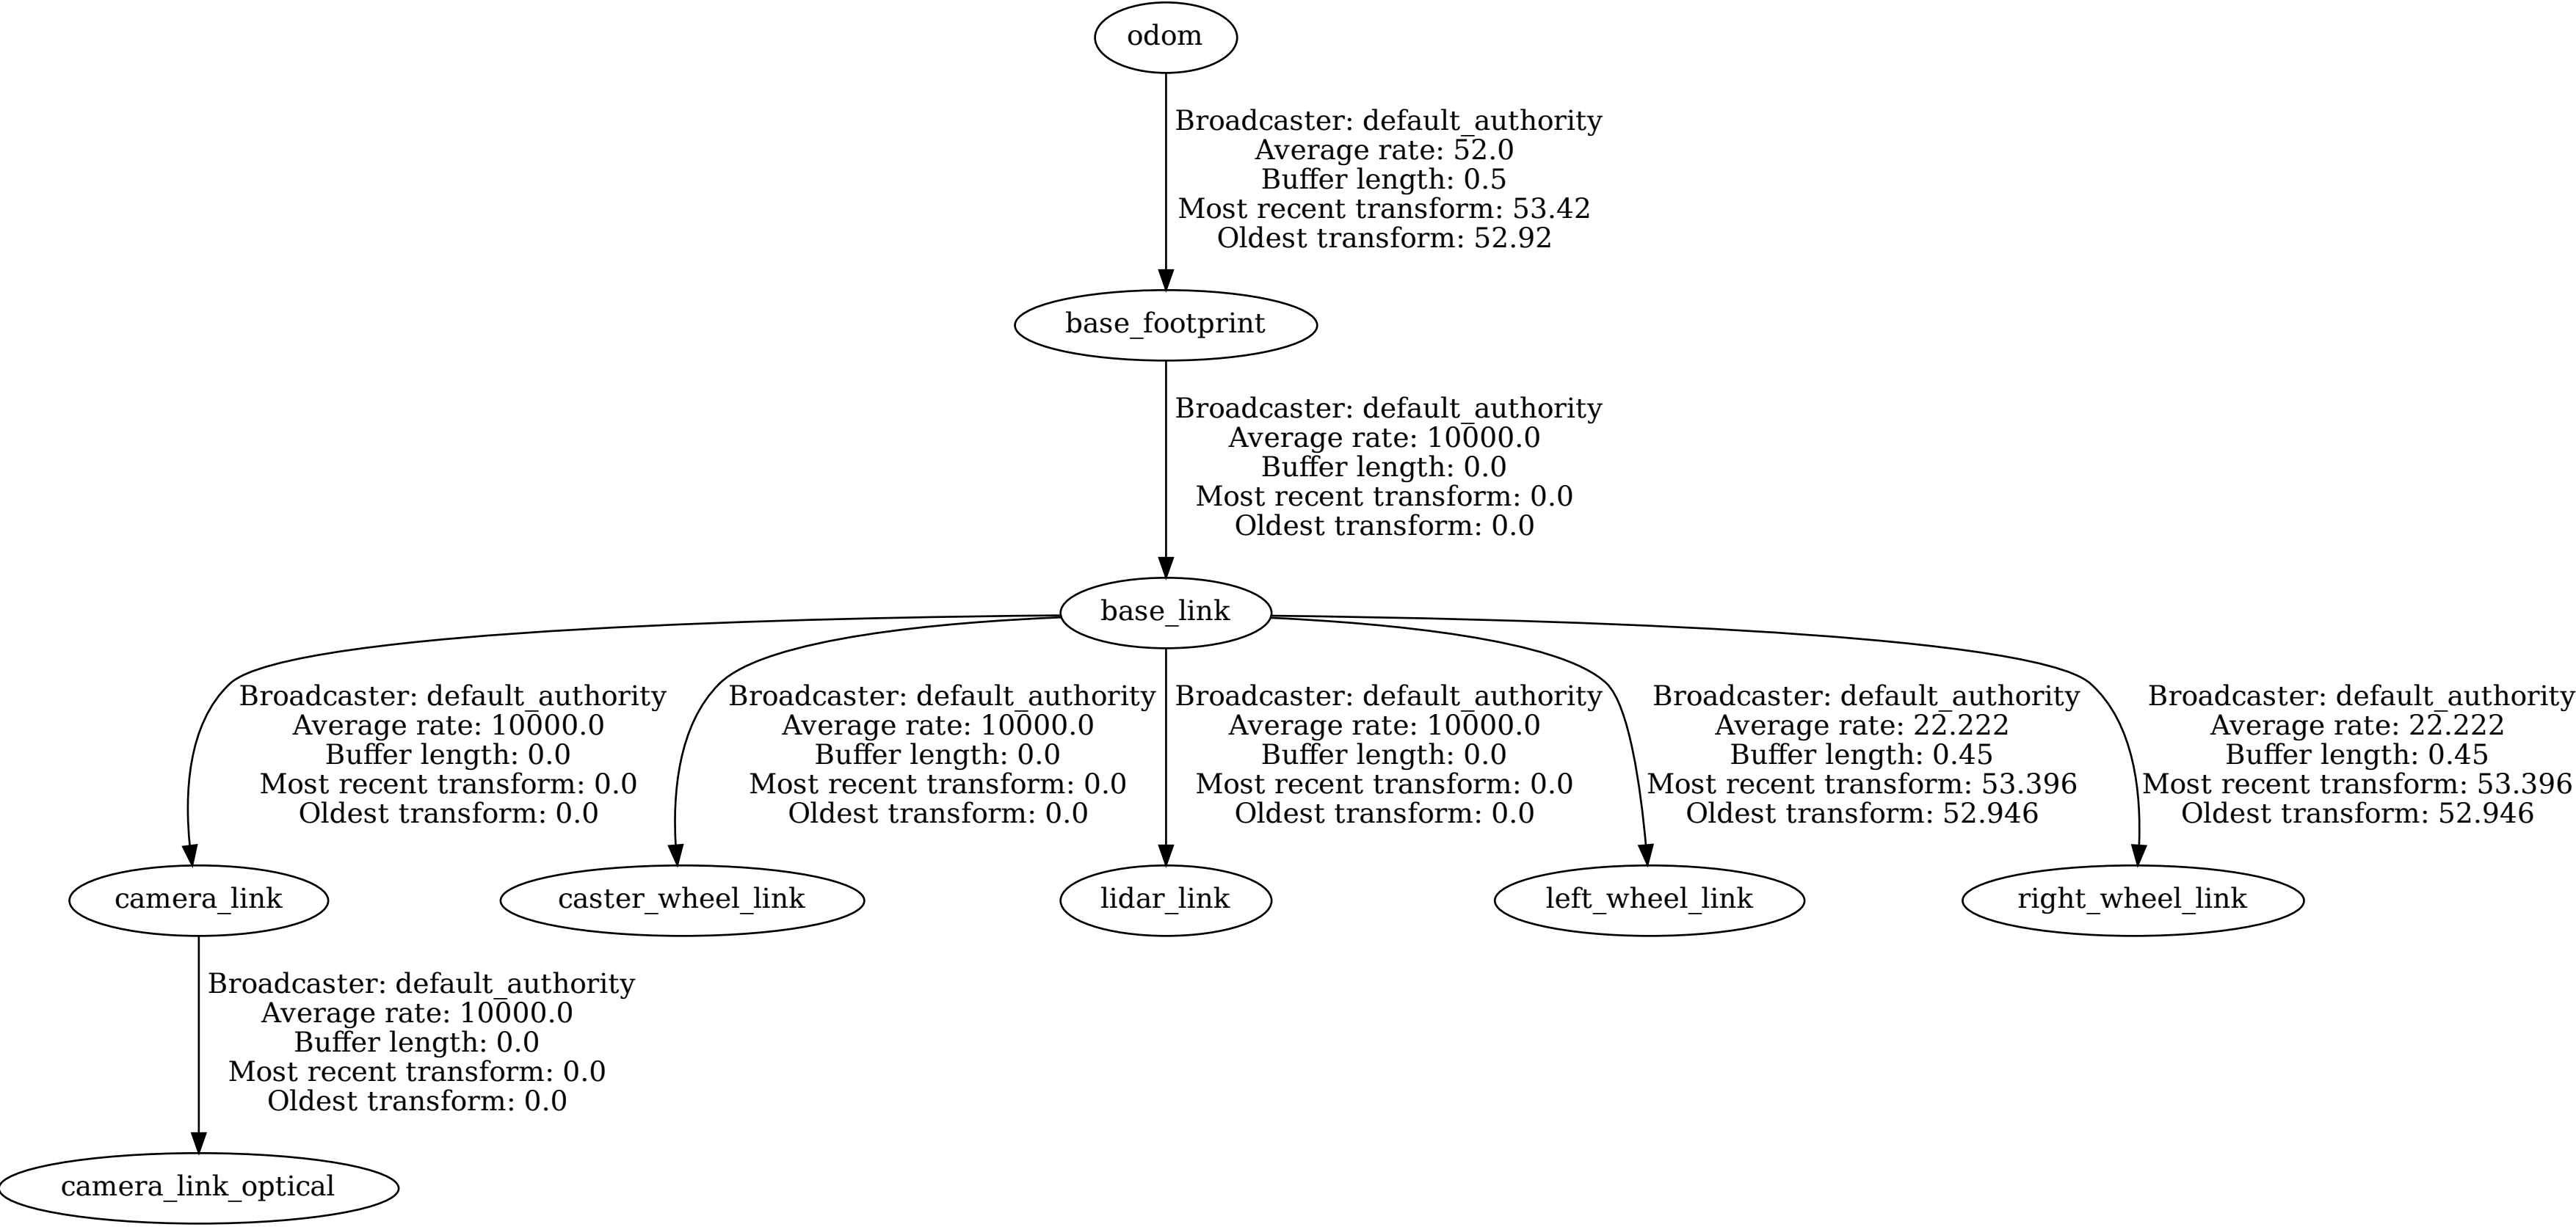 odom
Broadcaster: default_authority
Average rate: 52.0
Buffer length: 0.5
Most recent transform: 53.42
Oldest transform: 52.92
base_footprint
Broadcaster: default_authority
Average rate: 10000.0
Buffer length: 0.0
Most recent transform: 0.0
Oldest transform: 0.0
base_link
Broadcaster: default_authority
Average rate: 10000.0
Buffer length: 0.0
Most recent transform: 0.0
Oldest transform: 0.0
Broadcaster: default_authority
Average rate: 10000.0
Buffer length: 0.0
Most recent transform: 0.0
Oldest transform: 0.0
Broadcaster: default_authority
Average rate: 10000.0
Buffer length: 0.0
Most recent transform: 0.0
Oldest transform: 0.0
Broadcaster: default_authority
Average rate: 22.222
Buffer length: 0.45
Most recent transform: 53.396
Oldest transform: 52.946
Broadcaster: default_authority
Average rate: 22.222
Buffer length: 0.45
Most recent transform: 53.396
Oldest transform: 52.946
camera_link
caster_wheel_link
lidar_link
left_wheel_link
right_wheel_link
Broadcaster: default_authority
Average rate: 10000.0
Buffer length: 0.0
Most recent transform: 0.0
Oldest transform: 0.0
camera_link_optical